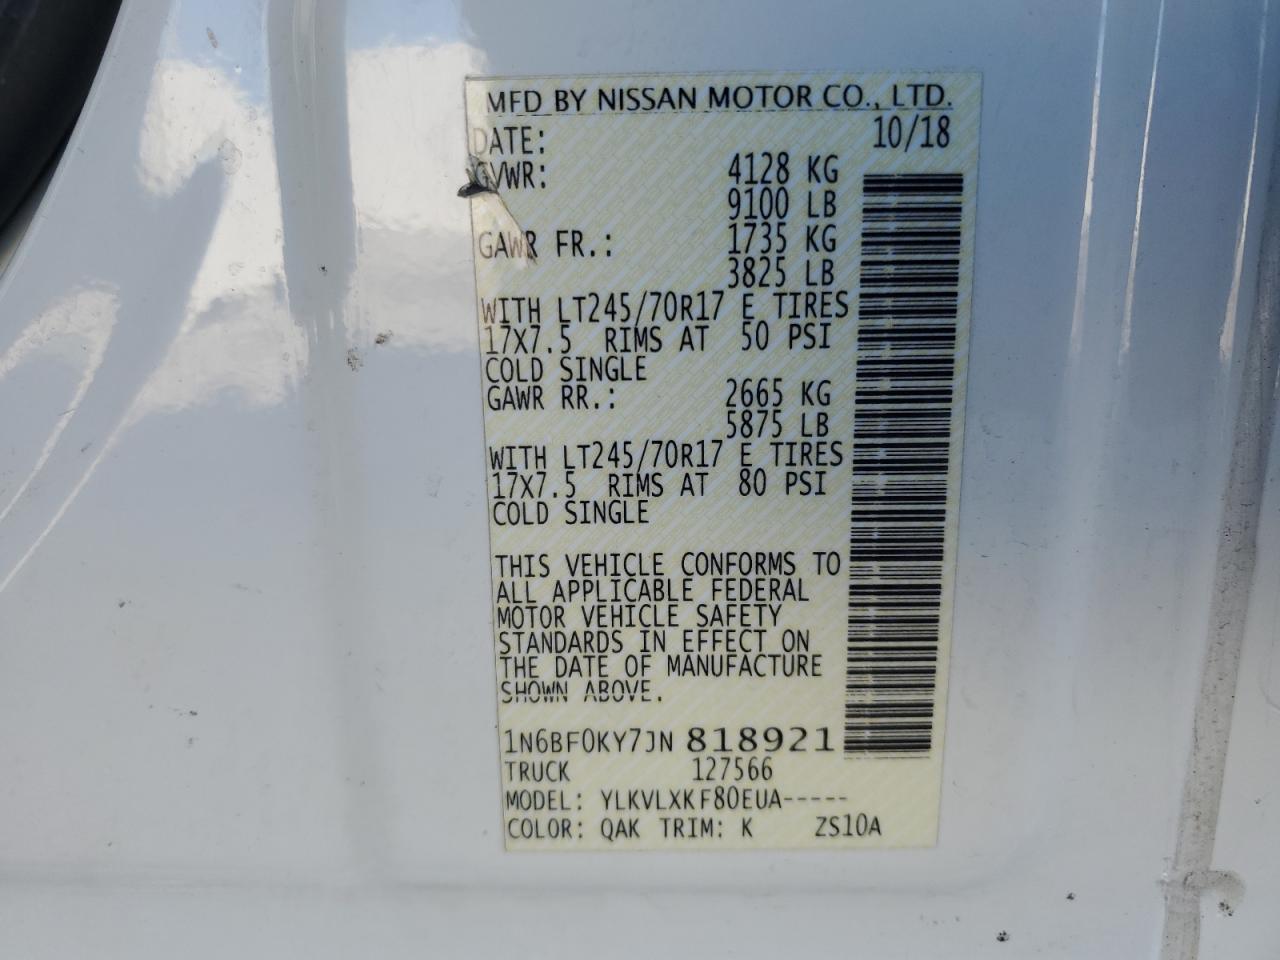 MFD BY NISSAN MOTOR CO., LTD.
DATE: 10/18
GVWR: 4128 KG
9100 LB
GAWR FR.: 1735 KG
3825 LB
WITH LT245/70R17 E TIRES
17X7.5 RIMS AT 50 PSI
COLD SINGLE
GAWR RR.: 2665 KG
5875 LB
WITH LT245/70R17 E TIRES
17X7.5 RIMS AT 80 PSI
COLD SINGLE
THIS VEHICLE CONFORMS TO
ALL APPLICABLE FEDERAL
MOTOR VEHICLE SAFETY
STANDARDS IN EFFECT ON
THE DATE OF MANUFACTURE
SHOWN ABOVE.
1N6BF0KY7JN 818921
TRUCK 127566
MODEL: YLKVLXKF80EUA-----
COLOR: QAK TRIM: K ZS10A